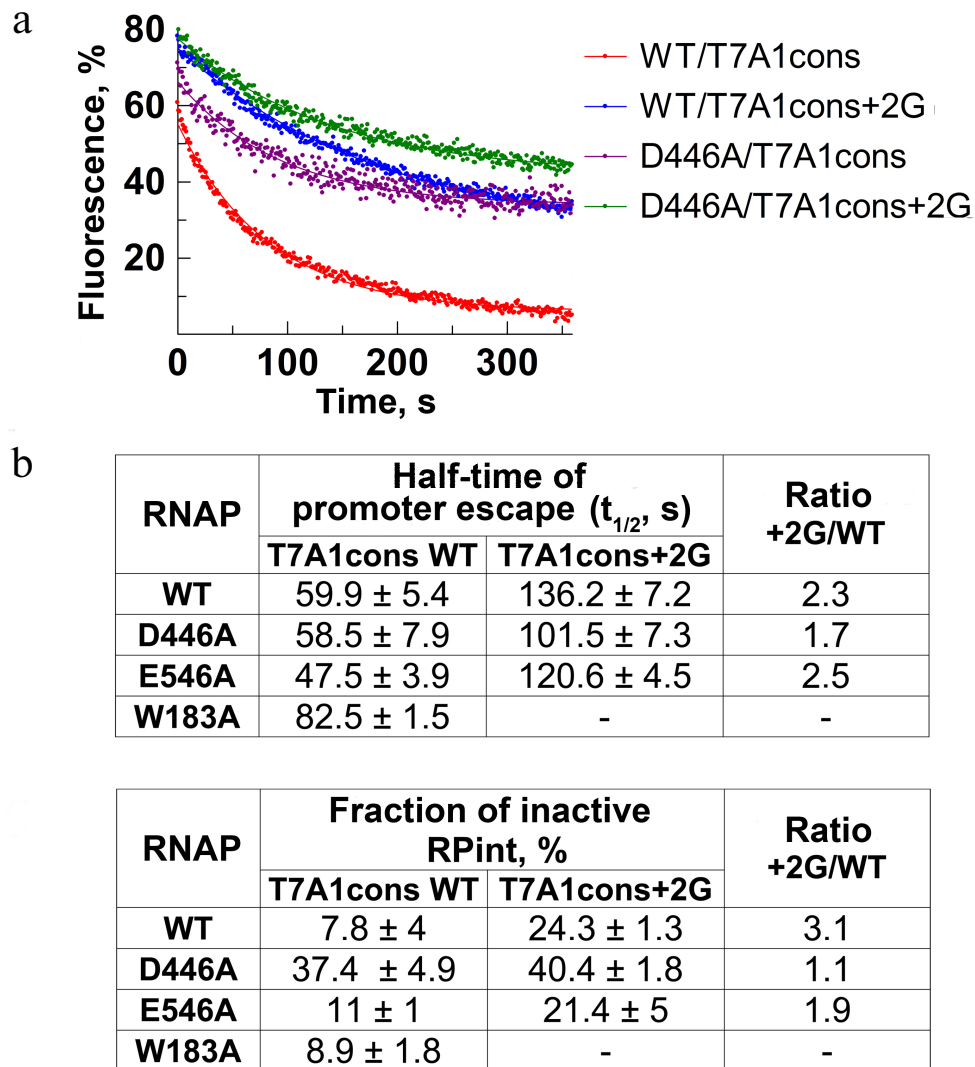 a
80
60
40
20
Fluorescence, %
0 100 200 300
Time, s
WT/T7A1cons
WT/T7A1cons+2G
D446A/T7A1cons
D446A/T7A1cons+2G
b
RNAP
Half-time of
promoter escape (t1/2, s)
Ratio
+2G/WT
T7A1cons WT T7A1cons+2G
WT 59.9 ± 5.4 136.2 ± 7.2 2.3
D446A 58.5 ± 7.9 101.5 ± 7.3 1.7
E546A 47.5 ± 3.9 120.6 ± 4.5 2.5
W183A 82.5 ± 1.5 - -
RNAP
Fraction of inactive
RPint, %
Ratio
+2G/WT
T7A1cons WT T7A1cons+2G
WT 7.8 ± 4 24.3 ± 1.3 3.1
D446A 37.4 ± 4.9 40.4 ± 1.8 1.1
E546A 11 ± 1 21.4 ± 5 1.9
W183A 8.9 ± 1.8 - -